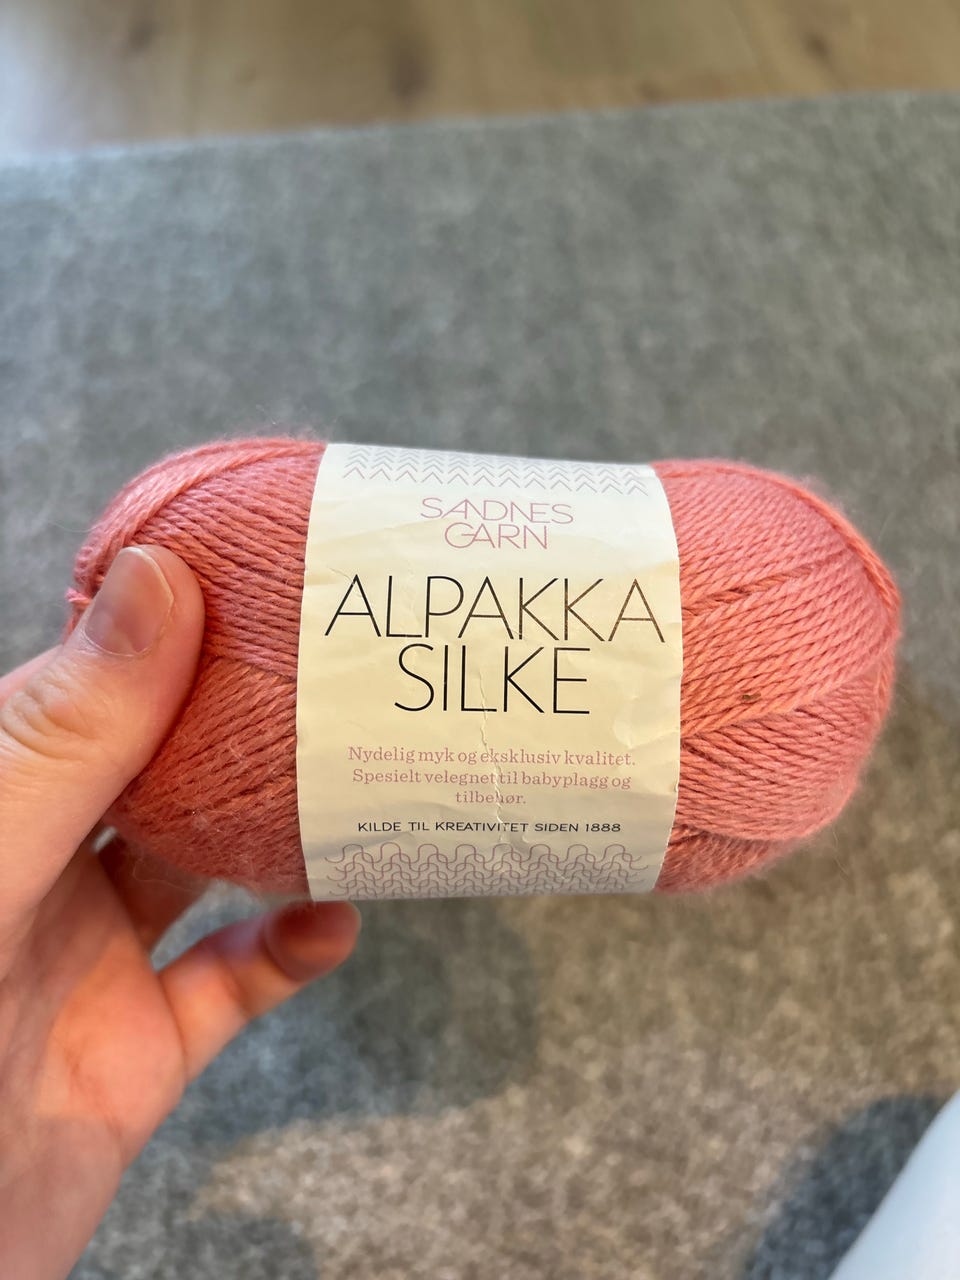 SANDNES
GARN
ALPAKKA
SILKE
Nydelig myk og eksklusiv kvalitet.
Spesielt velegnet til babyplagg og
tilbehør.
KILDE TIL KREATIVITET SIDEN 1888